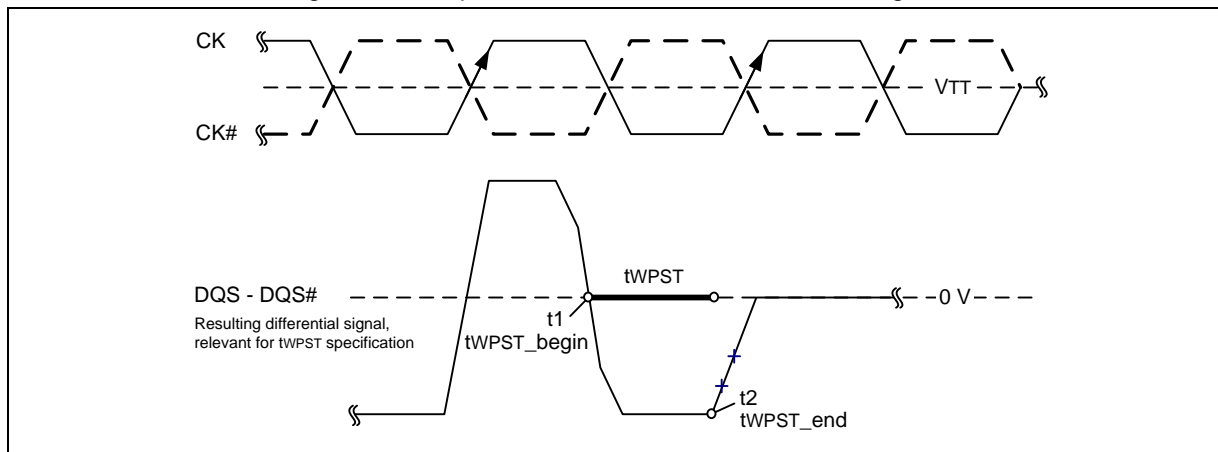 CK
VTT
CK#
tWPST
DQS - DQS#
0 V
Resulting differential signal,
relevant for tWPST specification
t1
tWPST_begin
t2
tWPST_end